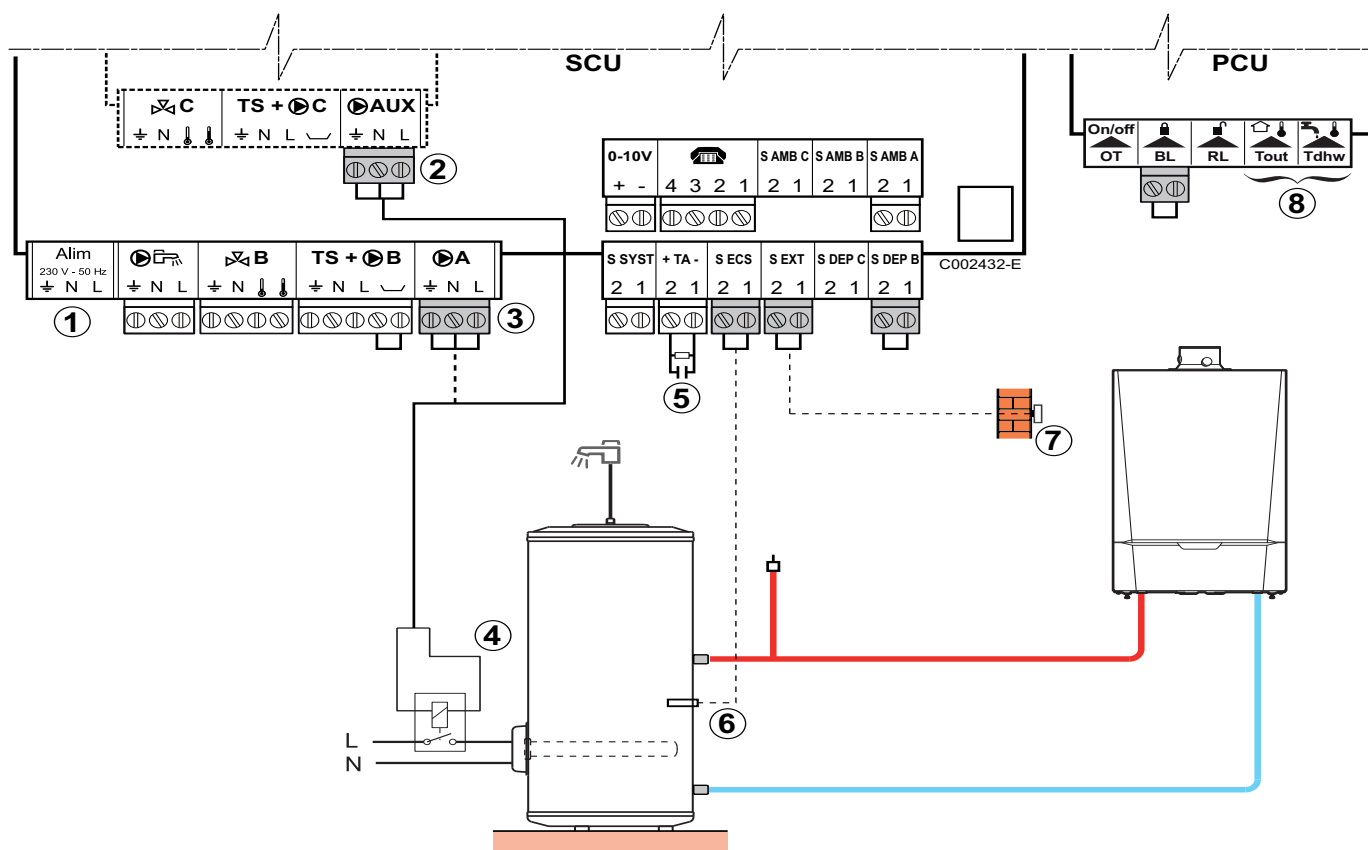 SCU
PCU
C
TS + C
AUX
N
N L
N L
2
0-10V
S AMB C
S AMB B
S AMB A
+ -
4 3 2 1
2 1
2 1
2 1
On/off
OT
BL
RL
Tout
Tdhw
8
Alim
230 V - 50 Hz
N L
B
TS + B
A
N L
N
N L
N L
1
3
S SYST
+ TA -
S ECS
S EXT
S DEP C
S DEP B
2 1
2 1
2 1
2 1
2 1
2 1
C002432-E
5
7
4
6
L
N